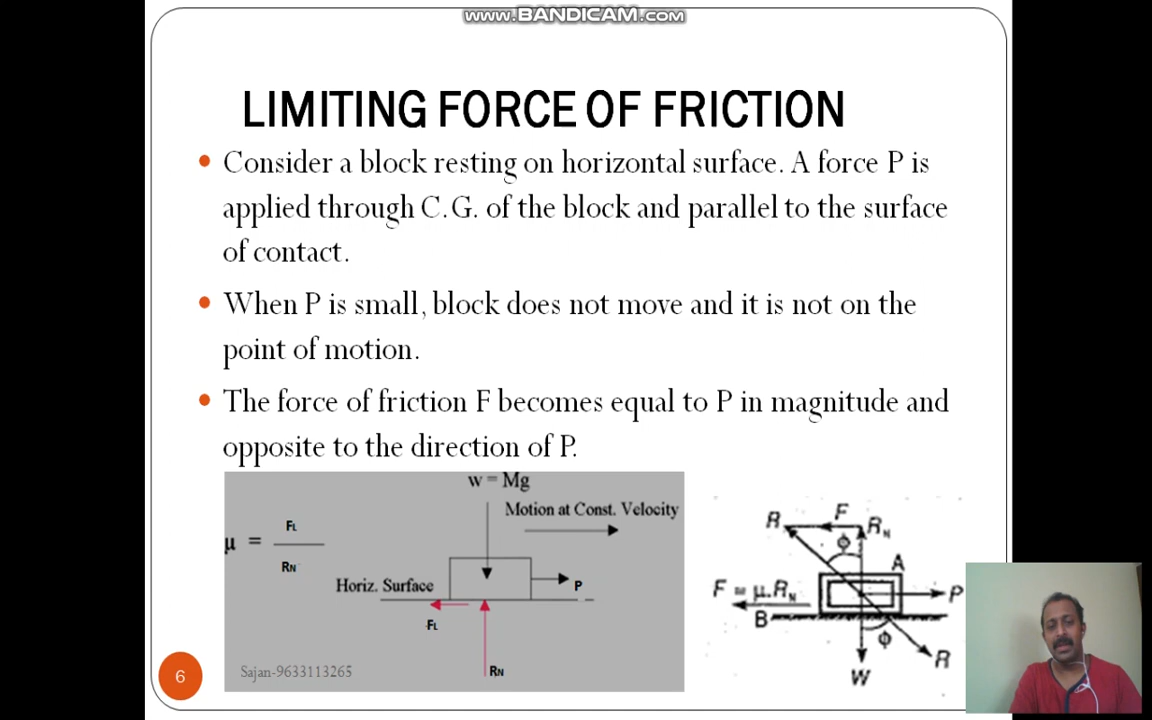 www.BANDICAM.com
LIMITING FORCE OF FRICTION
Consider a block resting on horizontal surface. A force P is
applied through C.G. of the block and parallel to the surface
of contact.
When P is small, block does not move and it is not on the
point of motion.
The force of friction F becomes equal to P in magnitude and
opposite to the direction of P.
w = Mg
Motion at Const. Velocity
μ = FL
RN
Horiz. Surface
P
FL
RN
Sajan-9633113265
6
R
F
RN
ϕ
A
F = μ.RN
P
B
ϕ
R
W